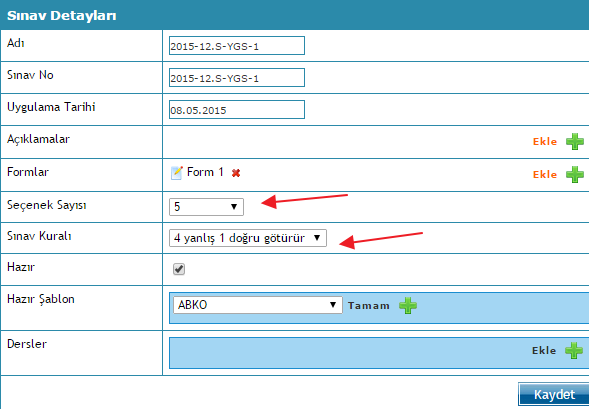 Sınav Detayları
Adı 2015-12.S-YGS-1
Sınav No 2015-12.S-YGS-1
Uygulama Tarihi 08.05.2015
Açıklamalar Ekle
Formlar Form 1 Ekle
Seçenek Sayısı 5
Sınav Kuralı 4 yanlış 1 doğru götürür
Hazır
Hazır Şablon ABKO Tamam
Dersler Ekle
Kaydet